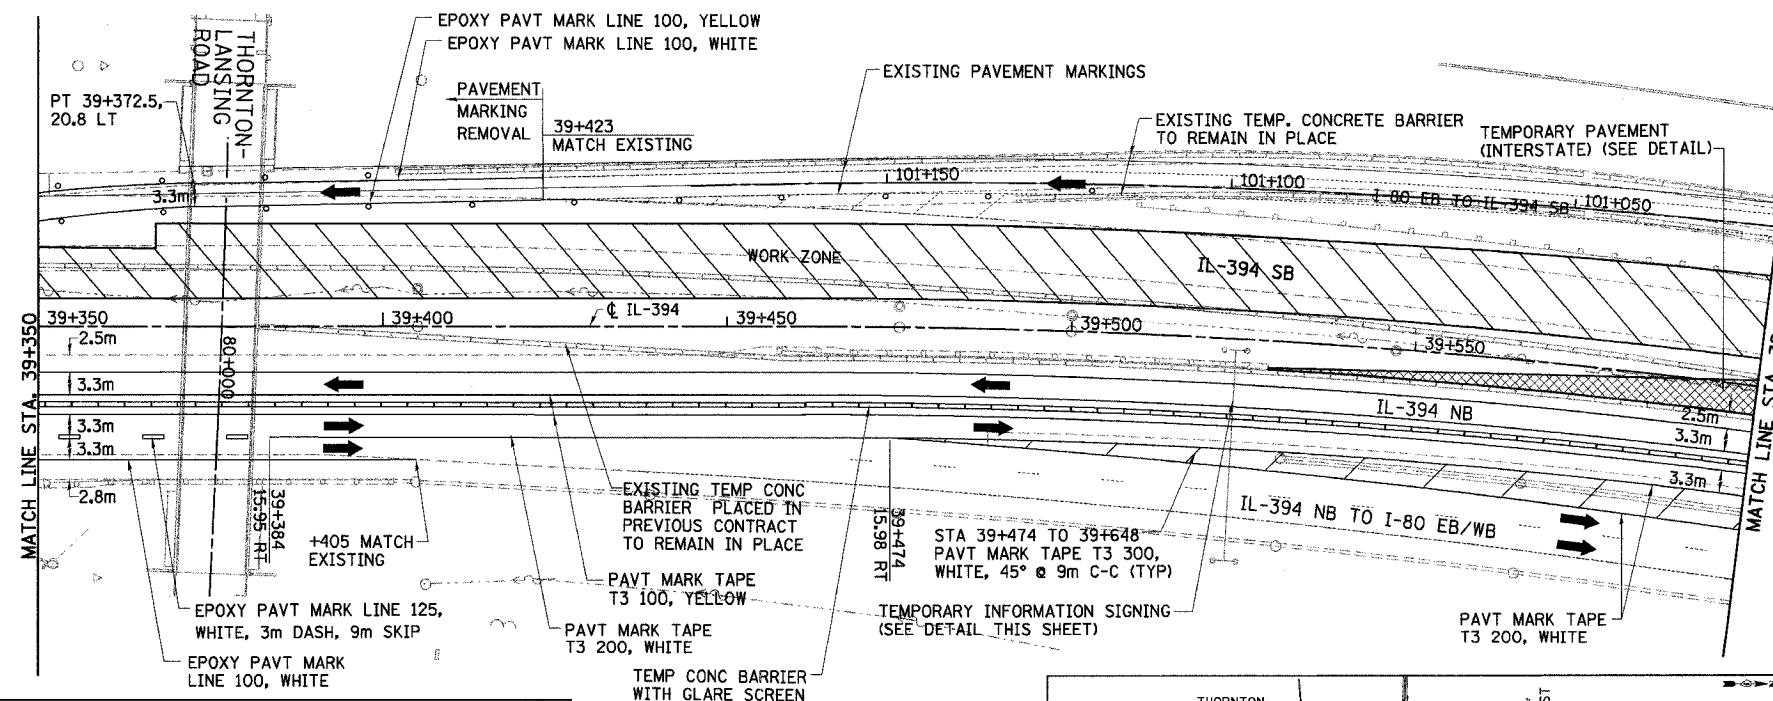 EPOXY PAVT MARK LINE 100, YELLOW
EPOXY PAVT MARK LINE 100, WHITE
THORNTON-
LANSING
ROAD
PT 39+372.5,
20.8 LT
PAVEMENT
MARKING
REMOVAL
39+423
MATCH EXISTING
EXISTING PAVEMENT MARKINGS
EXISTING TEMP. CONCRETE BARRIER
TO REMAIN IN PLACE
TEMPORARY PAVEMENT
(INTERSTATE) (SEE DETAIL)
3.3m
101+150
101+100
I-80 EB TO IL-394 SB
101+050
WORK ZONE
IL-394 SB
MATCH LINE STA. 39+350
39+350
39+400
℄ IL-394
39+450
39+500
39+550
2.5m
80+000
3.3m
3.3m
3.3m
2.8m
IL-394 NB
2.5m
3.3m
3.3m
MATCH LINE STA
39+384
15.95 RT
+405 MATCH
EXISTING
EXISTING TEMP CONC
BARRIER PLACED IN
PREVIOUS CONTRACT
TO REMAIN IN PLACE
39+474
15.98 RT
STA 39+474 TO 39+648
PAVT MARK TAPE T3 300,
WHITE, 45° @ 9m C-C (TYP)
IL-394 NB TO I-80 EB/WB
EPOXY PAVT MARK LINE 125,
WHITE, 3m DASH, 9m SKIP
PAVT MARK TAPE
T3 100, YELLOW
TEMPORARY INFORMATION SIGNING
(SEE DETAIL THIS SHEET)
PAVT MARK TAPE
T3 200, WHITE
PAVT MARK TAPE
T3 200, WHITE
EPOXY PAVT MARK
LINE 100, WHITE
TEMP CONC BARRIER
WITH GLARE SCREEN
THORNTON